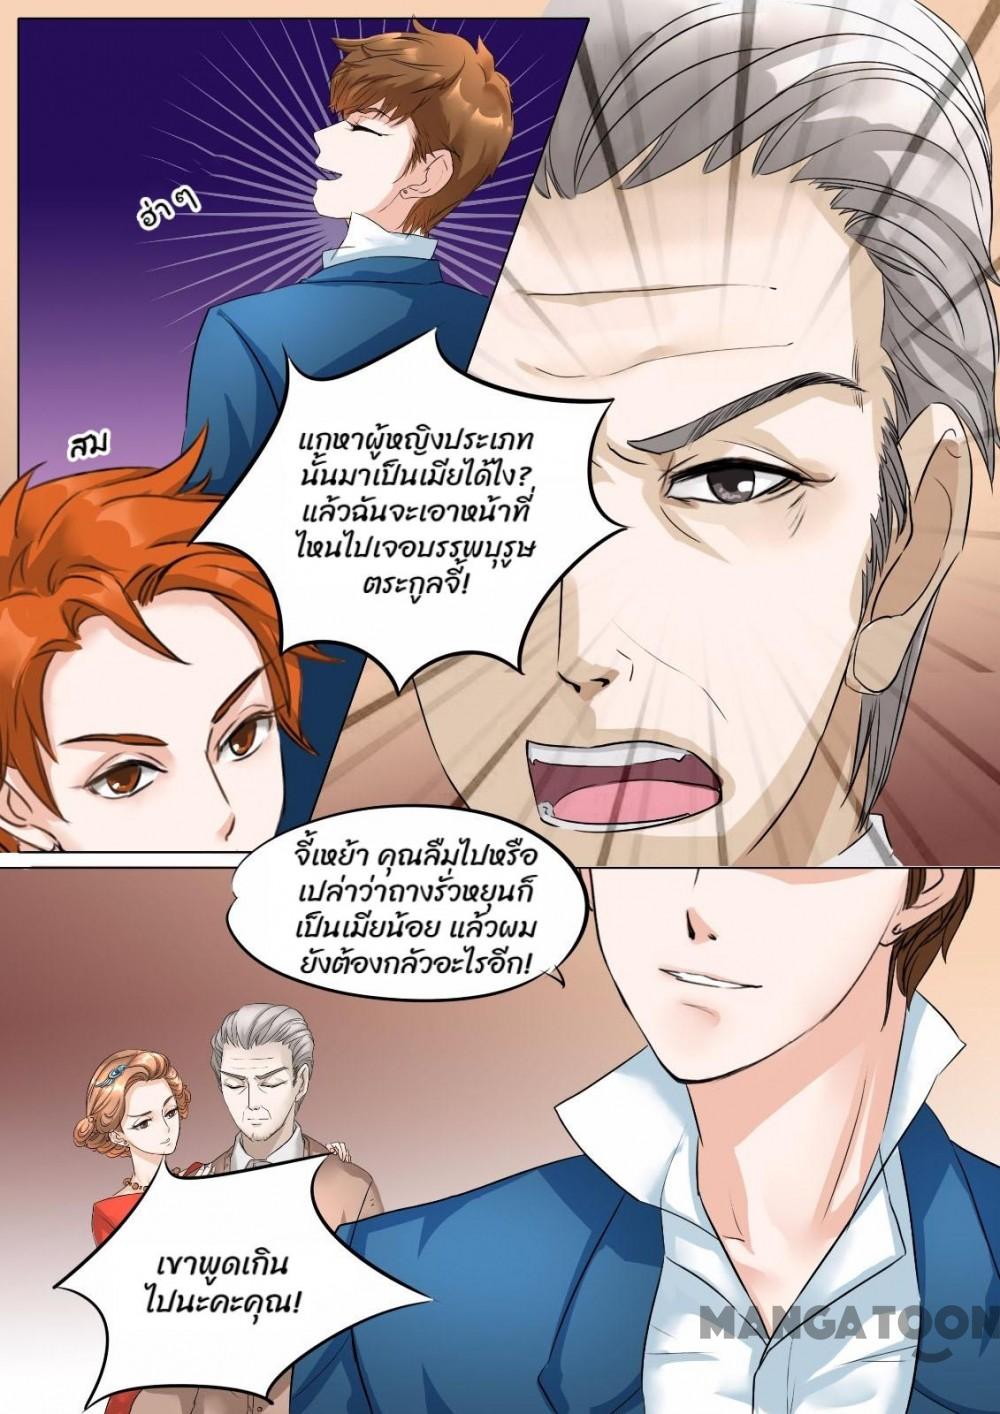 ฮ่าๆ
สม
แกหาผู้หญิงประเภท
นั้นมาเป็นเมียได้ไง?
แล้วฉันจะเอาหน้าที่
ไหนไปเจอบรรพบุรุษ
ตระกูลจี้!
จี้เหย้า คุณลืมไปหรือ
เปล่าว่าถางรั่วหยุนก็
เป็นเมียน้อย แล้วผม
ยังต้องกลัวอะไรอีก!
เขาพูดเกิน
ไปนะคะคุณ!
MANGATOON